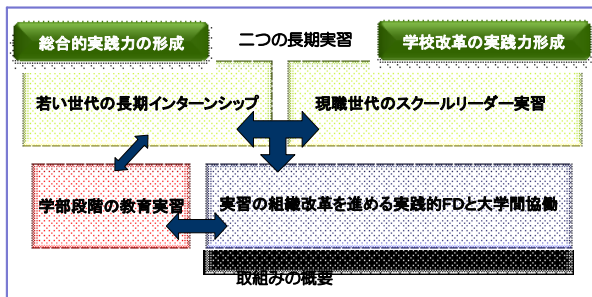 総合的実践力の形成
二つの長期実習
学校改革の実践力形成
若い世代の長期インターンシップ
現職世代のスクールリーダー実習
学部段階の教育実習
実習の組織改革を進める実践的FDと大学間協働
取組みの概要